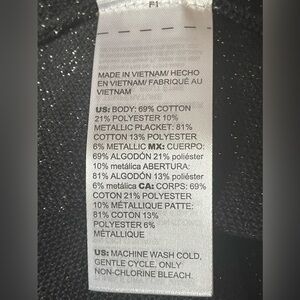 F1
MADE IN VIETNAM/ HECHO
EN VIETNAM/ FABRIQUÉ AU
VIETNAM
US: BODY: 69% COTTON
21% POLYESTER 10%
METALLIC PLACKET: 81%
COTTON 13% POLYESTER
6% METALLIC MX: CUERPO:
69% ALGODÓN 21% poliéster
10% metálica ABERTURA:
81% ALGODÓN 13% poliéster
6% metálica CA: CORPS: 69%
COTON 21% POLYESTER
10% MÉTALLIQUE PATTE:
81% COTON 13%
POLYESTER 6%
MÉTALLIQUE
US: MACHINE WASH COLD,
GENTLE CYCLE, ONLY
NON-CHLORINE BLEACH.